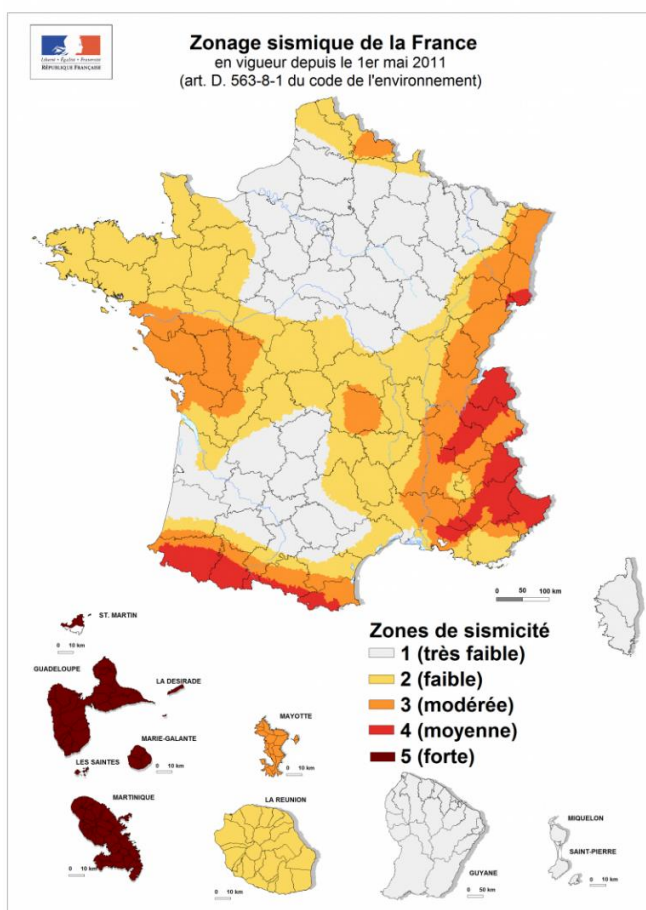 Liberté • Égalité • Fraternité
RÉPUBLIQUE FRANÇAISE
Zonage sismique de la France
en vigueur depuis le 1er mai 2011
(art. D. 563-8-1 du code de l'environnement)
0 50 100 km
ST. MARTIN
0 10 km
GUADELOUPE
LA DESIRADE
MARIE-GALANTE
0 10 km
LES SAINTES
0 10 km
MARTINIQUE
0 10 km
MAYOTTE
0 10 km
LA REUNION
0 10 km
Zones de sismicité
1 (très faible)
2 (faible)
3 (modérée)
4 (moyenne)
5 (forte)
GUYANE
0 50 km
MIQUELON
SAINT-PIERRE
0 10 km